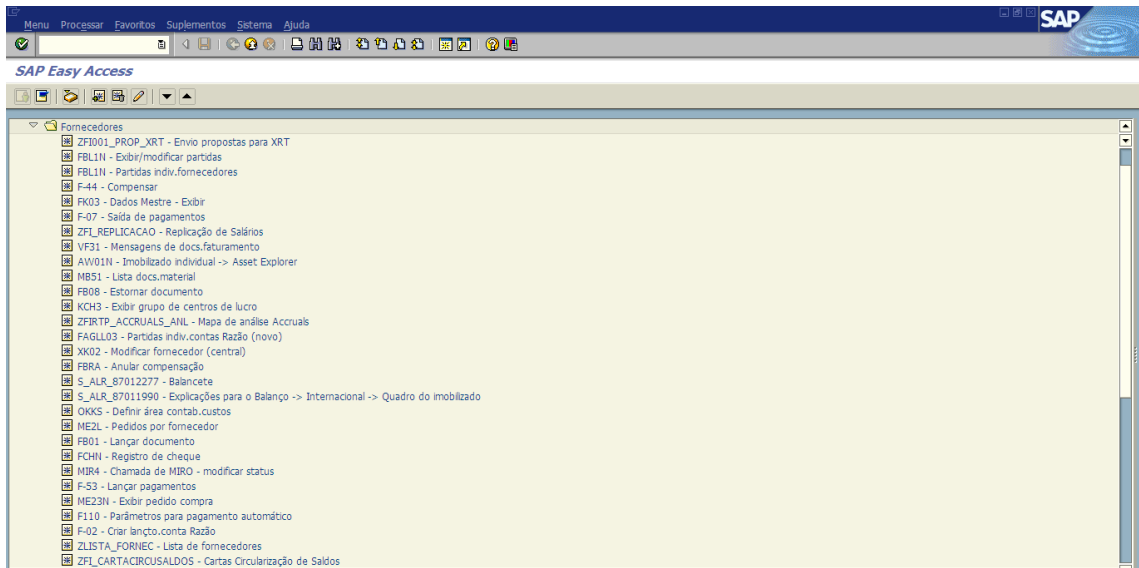 Menu Processar Favoritos Suplementos Sistema Ajuda
SAP
SAP Easy Access
Fornecedores
ZFI001_PROP_XRT - Envio propostas para XRT
FBL1N - Exibir/modificar partidas
FBL1N - Partidas indiv.fornecedores
F-44 - Compensar
FK03 - Dados Mestre - Exibir
F-07 - Saída de pagamentos
ZFI_REPLICACAO - Replicação de Salários
VF31 - Mensagens de docs.faturamento
AW01N - Imobilizado individual -> Asset Explorer
MB51 - Lista docs.material
FB08 - Estornar documento
KCH3 - Exibir grupo de centros de lucro
ZFIRTP_ACCRUALS_ANL - Mapa de análise Accruals
FAGLL03 - Partidas indiv.contas Razão (novo)
XK02 - Modificar fornecedor (central)
FBRA - Anular compensação
S_ALR_87012277 - Balancete
S_ALR_87011990 - Explicações para o Balanço -> Internacional -> Quadro do imobilizado
OKKS - Definir área contab.custos
ME2L - Pedidos por fornecedor
FB01 - Lançar documento
FCHN - Registro de cheque
MIR4 - Chamada de MIRO - modificar status
F-53 - Lançar pagamentos
ME23N - Exibir pedido compra
F110 - Parâmetros para pagamento automático
F-02 - Criar lançto.conta Razão
ZLISTA_FORNEC - Lista de fornecedores
ZFI_CARTACIRCUSALDOS - Cartas Circularização de Saldos